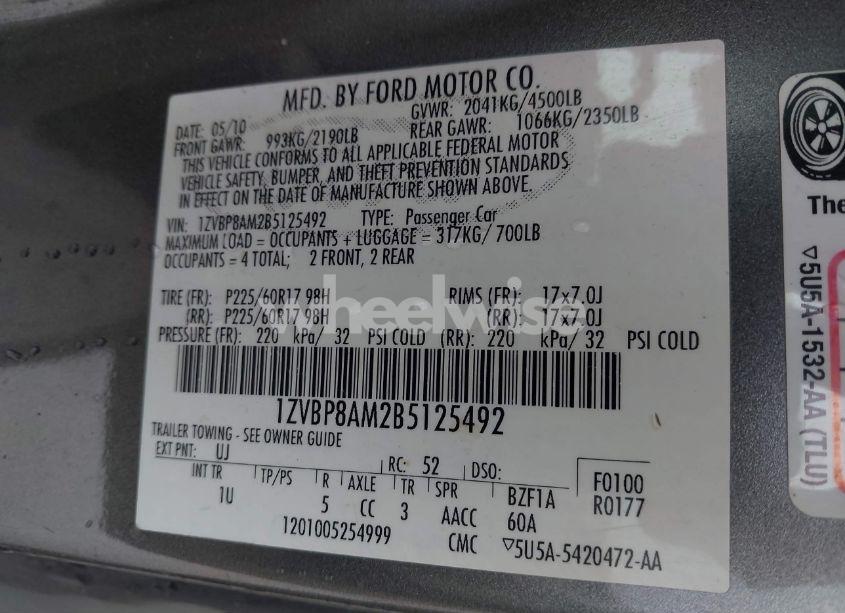 MFD. BY FORD MOTOR CO.
DATE: 05/10 GVWR: 2041KG/4500LB
FRONT GAWR: 993KG/2190LB REAR GAWR: 1066KG/2350LB
THIS VEHICLE CONFORMS TO ALL APPLICABLE FEDERAL MOTOR
VEHICLE SAFETY, BUMPER, AND THEFT PREVENTION STANDARDS
IN EFFECT ON THE DATE OF MANUFACTURE SHOWN ABOVE.
VIN: 1ZVBP8AM2B5125492 TYPE: Passenger Car
MAXIMUM LOAD = OCCUPANTS + LUGGAGE = 317KG/ 700LB
OCCUPANTS = 4 TOTAL; 2 FRONT, 2 REAR
TIRE (FR): P225/60R17 98H RIMS (FR): 17x7.0J
(RR): P225/60R17 98H (RR): 17x7.0J
PRESSURE (FR): 220 kPa/ 32 PSI COLD (RR): 220 kPa/ 32 PSI COLD
1ZVBP8AM2B5125492
TRAILER TOWING - SEE OWNER GUIDE
EXT PNT: UJ RC: 52 DSO:
INT TR TP/PS R AXLE TR SPR BZF1A F0100
1U 5 CC 3 AACC 60A R0177
1201005254999 CMC ▽5U5A-5420472-AA
wheelwise
The
▽5U5A-1532-AA (TLU)